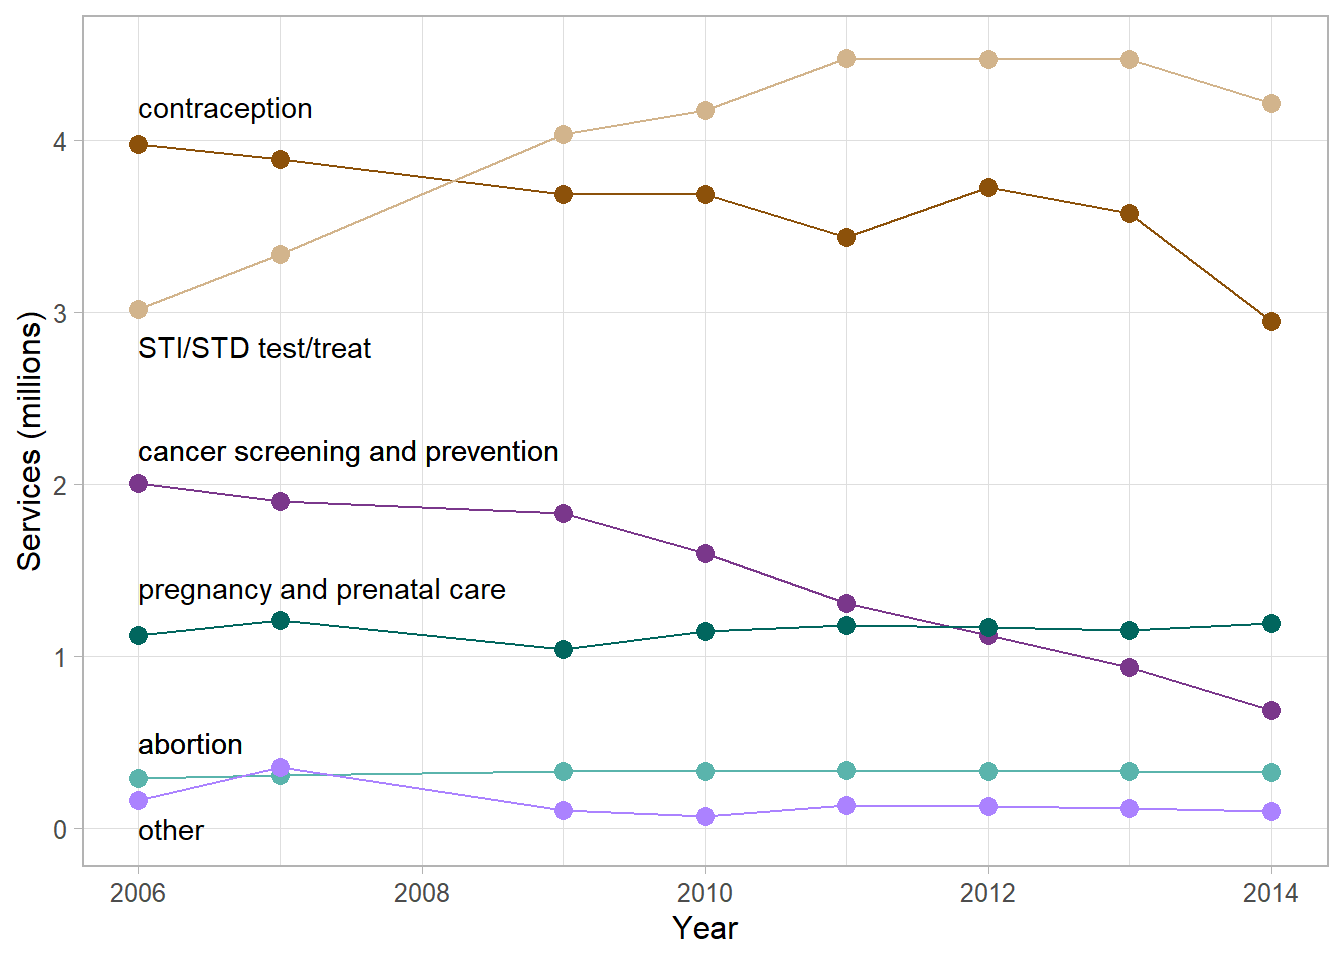 contraception
4
3
STI/STD test/treat
Services (millions)
cancer screening and prevention
2
pregnancy and prenatal care
1
abortion
0
other
2006 2008 2010 2012 2014
Year